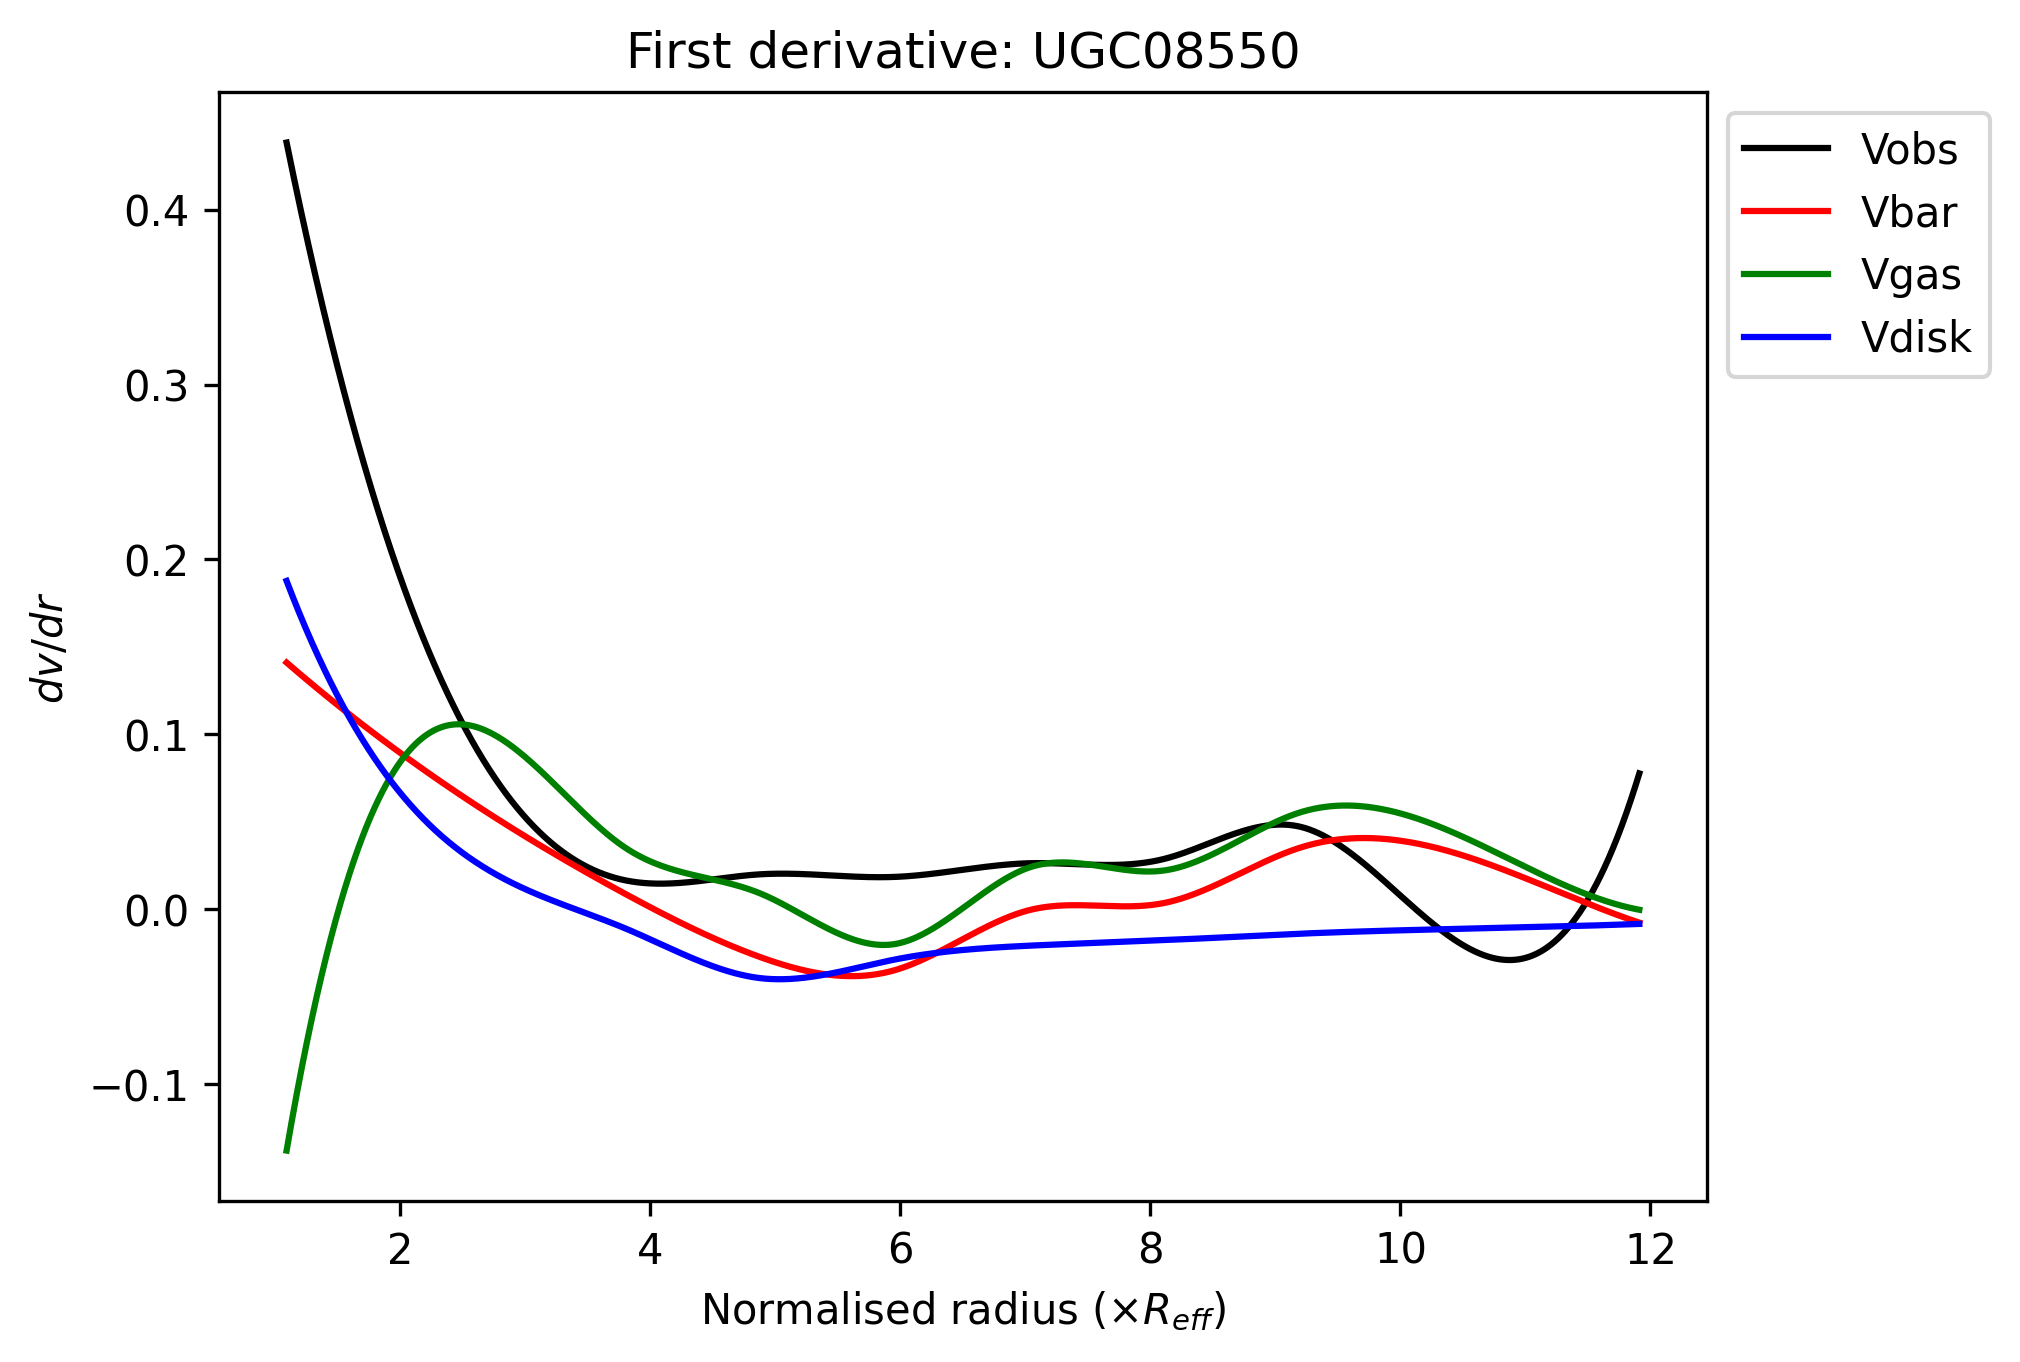 First derivative: UGC08550
Vobs
Vbar
Vgas
Vdisk
0.4
0.3
0.2
0.1
0.0
−0.1
dv/dr
2 4 6 8 10 12
Normalised radius (×R_eff)